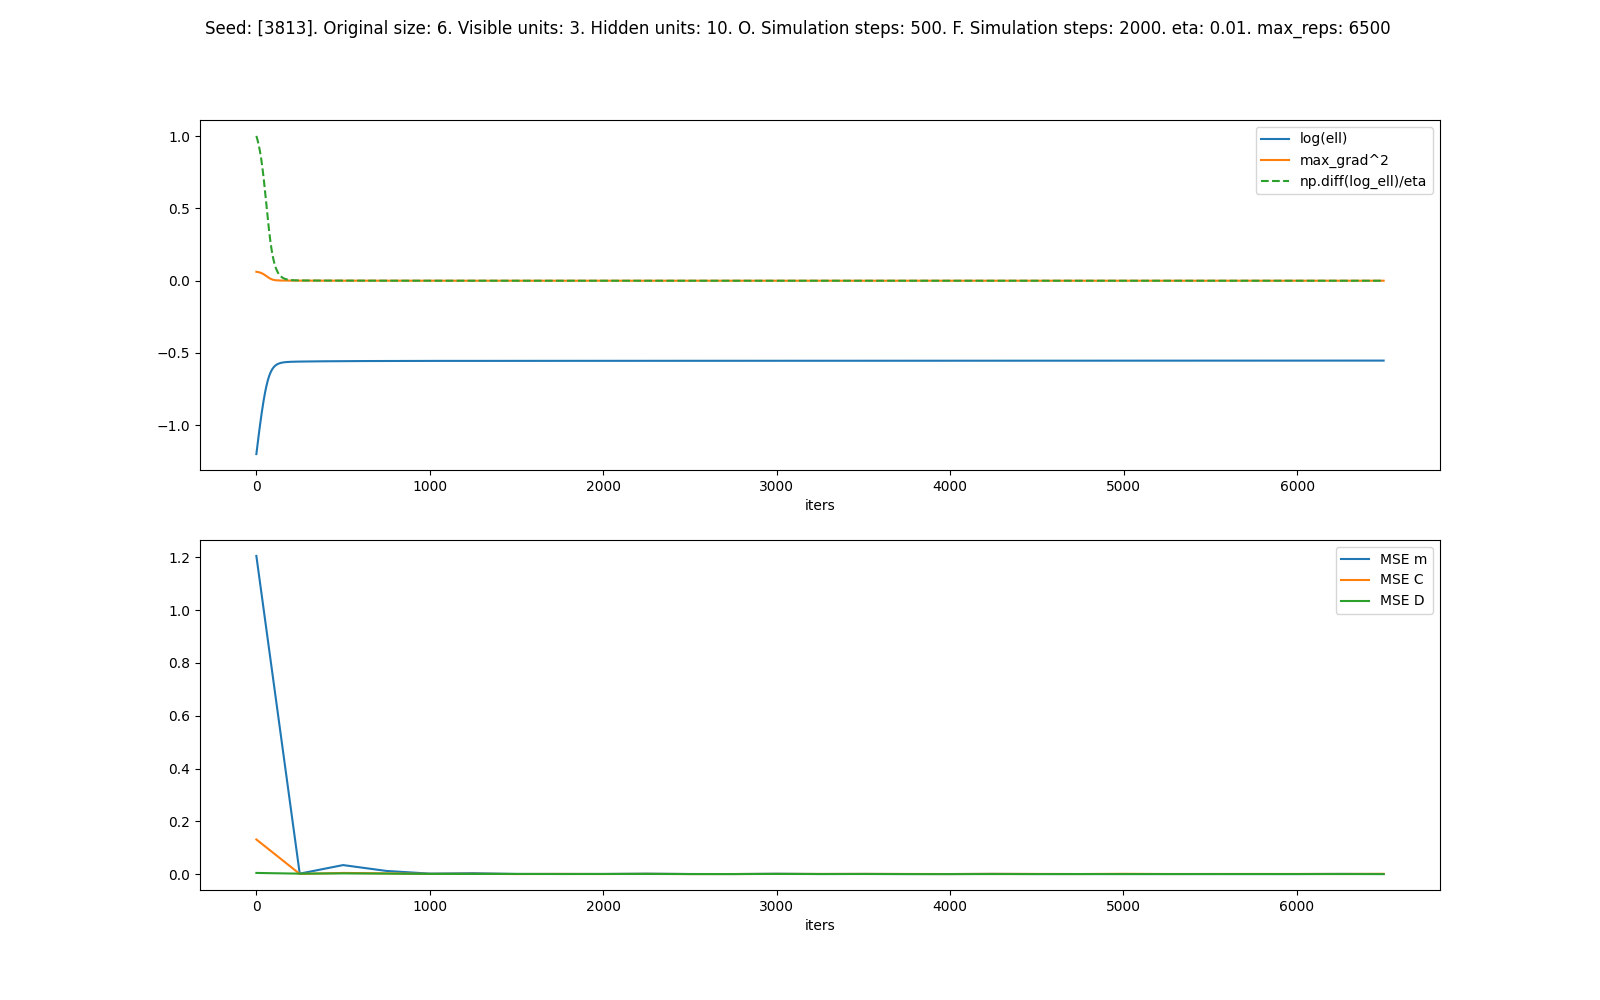 Seed: [3813]. Original size: 6. Visible units: 3. Hidden units: 10. O. Simulation steps: 500. F. Simulation steps: 2000. eta: 0.01. max_reps: 6500
1.0
0.5
0.0
−0.5
−1.0
log(ell)
max_grad^2
np.diff(log_ell)/eta
0 1000 2000 3000 4000 5000 6000
iters
1.2
1.0
0.8
0.6
0.4
0.2
0.0
MSE m
MSE C
MSE D
0 1000 2000 3000 4000 5000 6000
iters